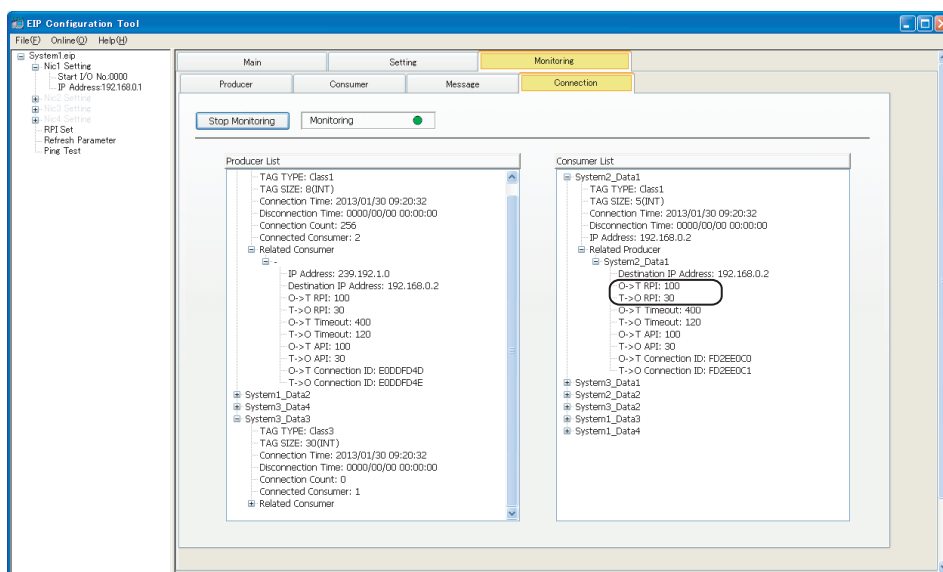 EIP Configuration Tool
File(F) Online(O) Help(H)
System1.eip
Nic1 Setting
Start I/O No.:0000
IP Address:192.168.0.1
Nic2 Setting
Nic3 Setting
Nic4 Setting
RPI Set
Refresh Parameter
Ping Test
Main Setting Monitoring
Producer Consumer Message Connection
Stop Monitoring Monitoring
Producer List
TAG TYPE: Class1
TAG SIZE: 8(INT)
Connection Time: 2013/01/30 09:20:32
Disconnection Time: 0000/00/00 00:00:00
Connection Count: 256
Connected Consumer: 2
Related Consumer
-
IP Address: 239.192.1.0
Destination IP Address: 192.168.0.2
O->T RPI: 100
T->O RPI: 30
O->T Timeout: 400
T->O Timeout: 120
O->T API: 100
T->O API: 30
O->T Connection ID: E0DDFD4D
T->O Connection ID: E0DDFD4E
System1_Data2
System3_Data4
System3_Data3
TAG TYPE: Class3
TAG SIZE: 30(INT)
Connection Time: 2013/01/30 09:20:32
Disconnection Time: 0000/00/00 00:00:00
Connection Count: 0
Connected Consumer: 1
Related Consumer
Consumer List
System2_Data1
TAG TYPE: Class1
TAG SIZE: 5(INT)
Connection Time: 2013/01/30 09:20:32
Disconnection Time: 0000/00/00 00:00:00
IP Address: 192.168.0.2
Related Producer
System2_Data1
Destination IP Address: 192.168.0.2
O->T RPI: 100
T->O RPI: 30
O->T Timeout: 400
T->O Timeout: 120
O->T API: 100
T->O API: 30
O->T Connection ID: FD2EE0C0
T->O Connection ID: FD2EE0C1
System3_Data1
System2_Data2
System3_Data2
System1_Data3
System1_Data4